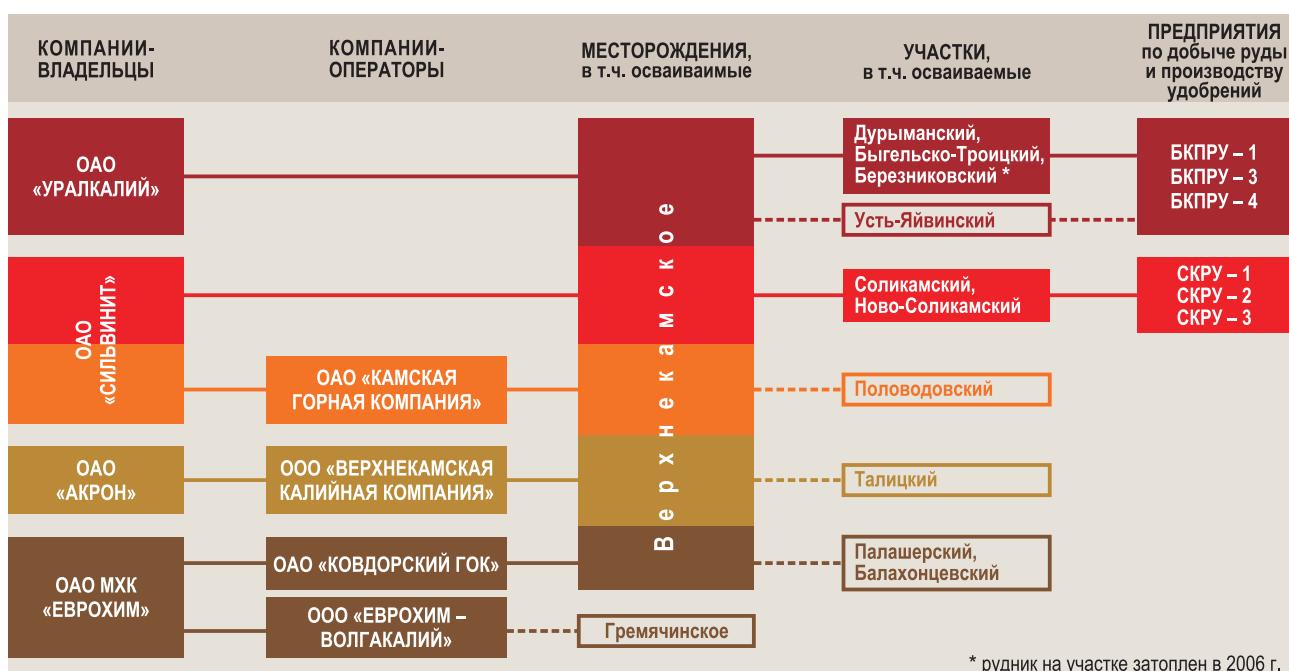 КОМПАНИИ-
ВЛАДЕЛЬЦЫ
КОМПАНИИ-
ОПЕРАТОРЫ
МЕСТОРОЖДЕНИЯ,
в т.ч. осваиваимые
УЧАСТКИ,
в т.ч. осваиваемые
ПРЕДПРИЯТИЯ
по добыче руды
и производству
удобрений
ОАО
«УРАЛКАЛИЙ»
Верхнекамское
Дурыманский,
Быгельско-Троицкий,
Березниковский *
БКПРУ – 1
БКПРУ – 3
БКПРУ – 4
Усть-Яйвинский
ОАО
«СИЛЬВИНИТ»
Соликамский,
Ново-Соликамский
СКРУ – 1
СКРУ – 2
СКРУ – 3
ОАО «КАМСКАЯ
ГОРНАЯ КОМПАНИЯ»
Половодовский
ОАО
«АКРОН»
ООО «ВЕРХНЕКАМСКАЯ
КАЛИЙНАЯ КОМПАНИЯ»
Талицкий
ОАО МХК
«ЕВРОХИМ»
ОАО «КОВДОРСКИЙ ГОК»
Палашерский,
Балахонцевский
ООО «ЕВРОХИМ –
ВОЛГАКАЛИЙ»
Гремячинское
* рудник на участке затоплен в 2006 г.